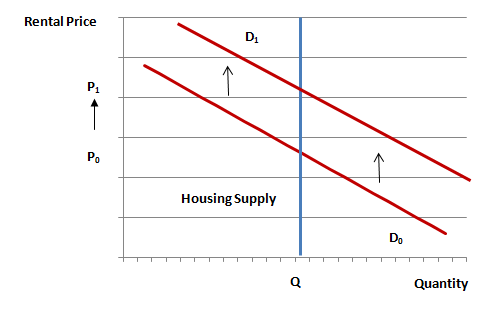 Rental Price
D₁
P₁
P₀
Housing Supply
D₀
Q
Quantity